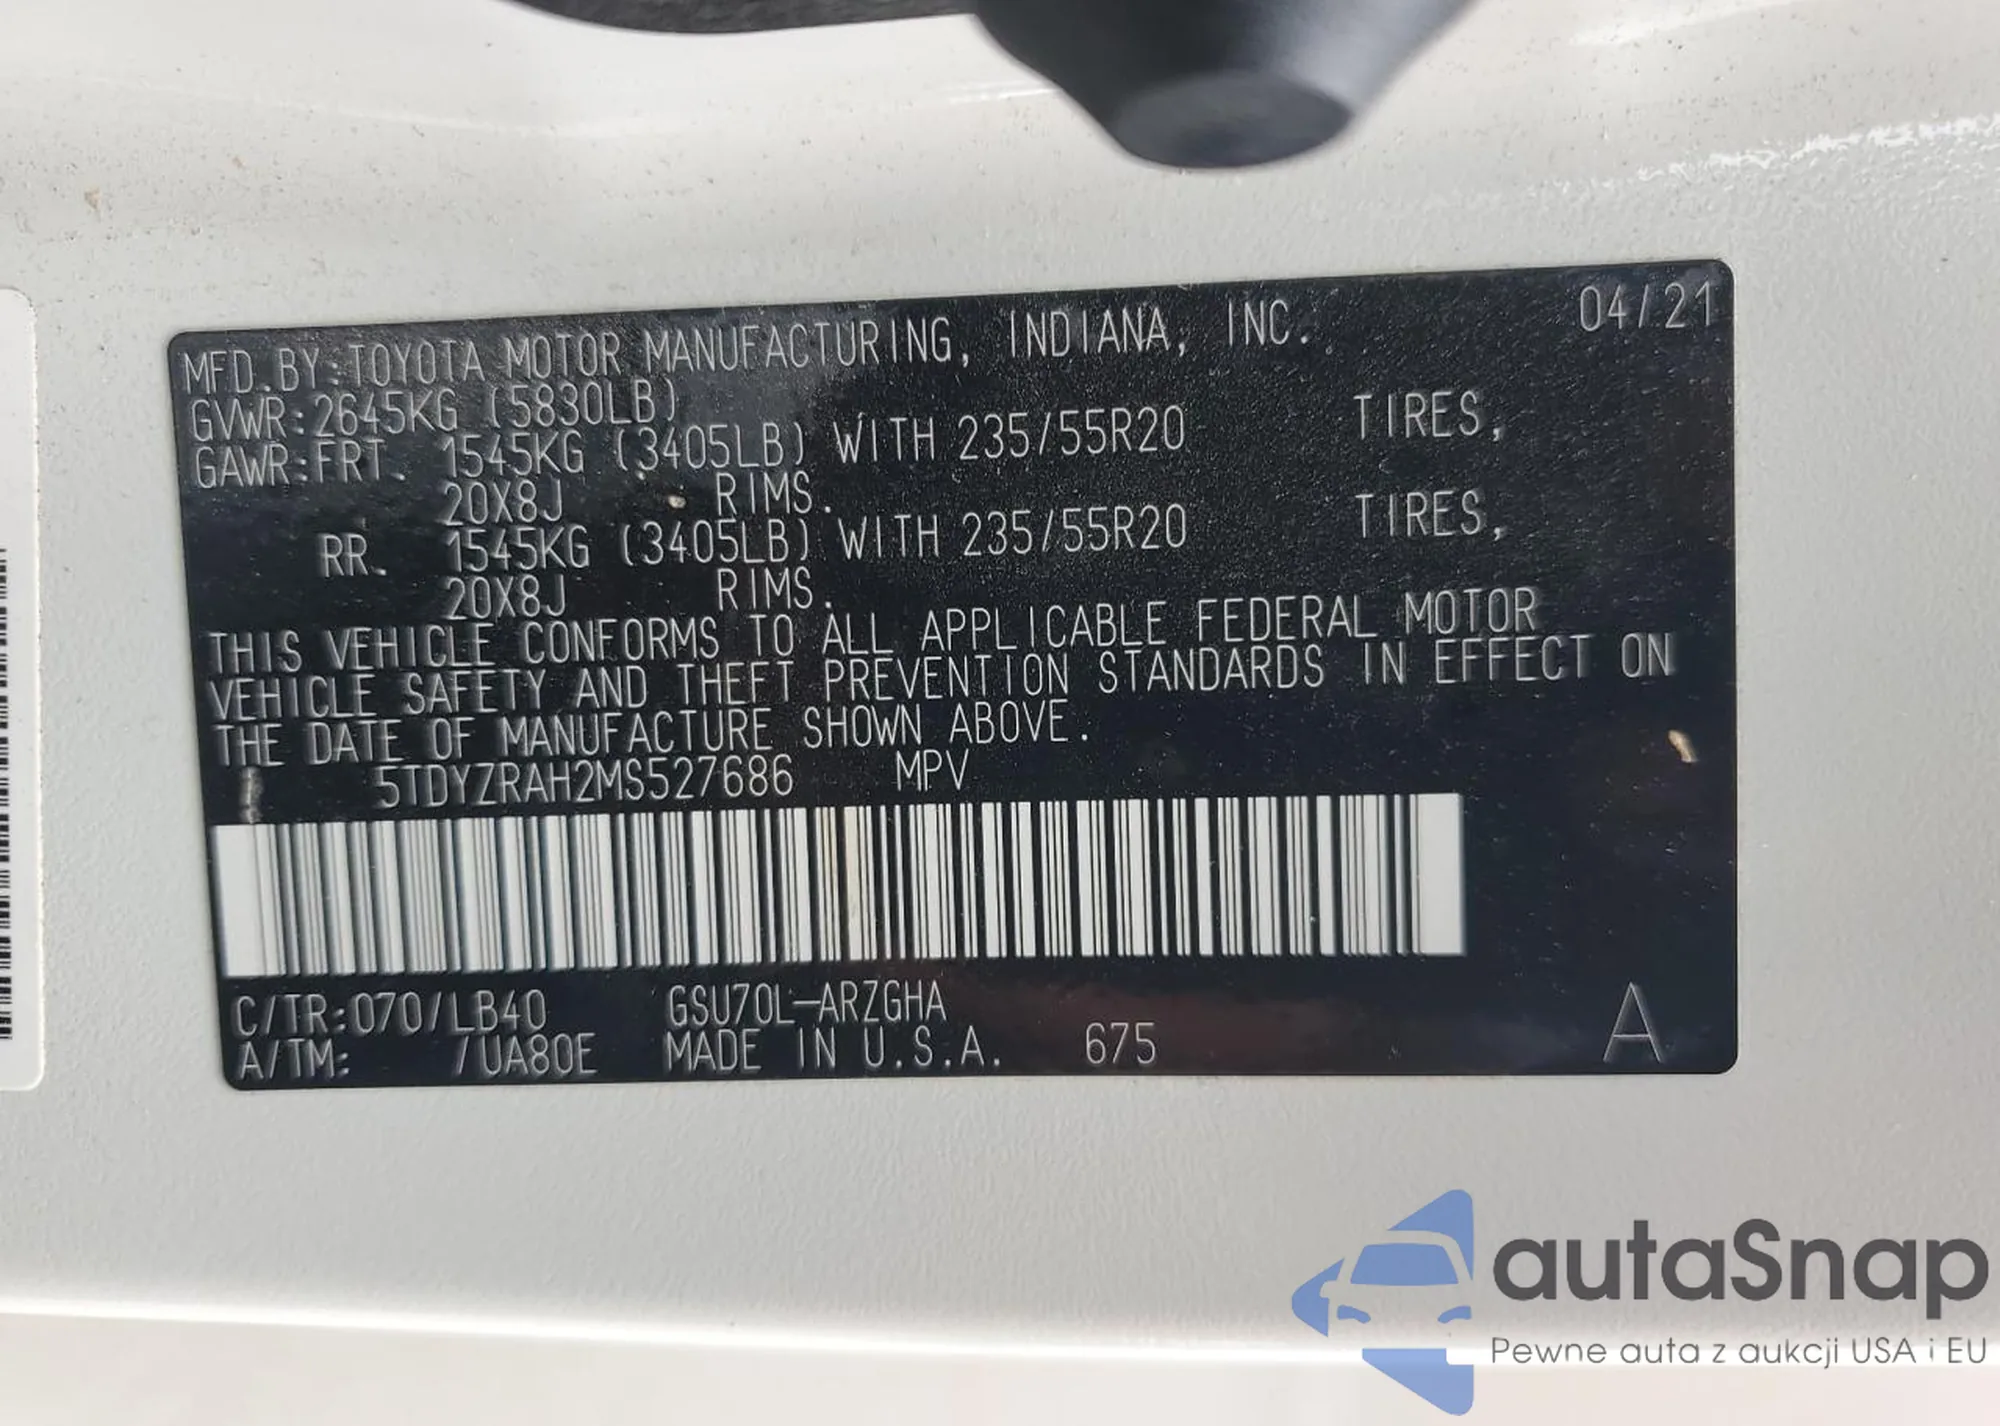 MFD.BY:TOYOTA MOTOR MANUFACTURING, INDIANA, INC. 04/21
GVWR:2645KG (5830LB)
GAWR:FRT. 1545KG (3405LB) WITH 235/55R20 TIRES,
20X8J RIMS.
RR. 1545KG (3405LB) WITH 235/55R20 TIRES,
20X8J RIMS.
THIS VEHICLE CONFORMS TO ALL APPLICABLE FEDERAL MOTOR
VEHICLE SAFETY AND THEFT PREVENTION STANDARDS IN EFFECT ON
THE DATE OF MANUFACTURE SHOWN ABOVE.
5TDYZRAH2MS527686 MPV
C/TR:070/LB40 GSU70L-ARZGHA
A/TM: /UA80E MADE IN U.S.A. 675 A
autaSnap
Pewne auta z aukcji USA i EU